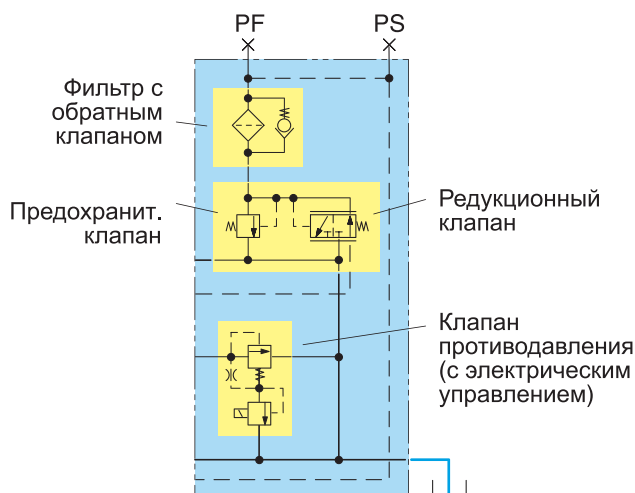 PF
PS
Фильтр с
обратным
клапаном
Предохранит.
клапан
Редукционный
клапан
Клапан
противодавления
(с электрическим
управлением)